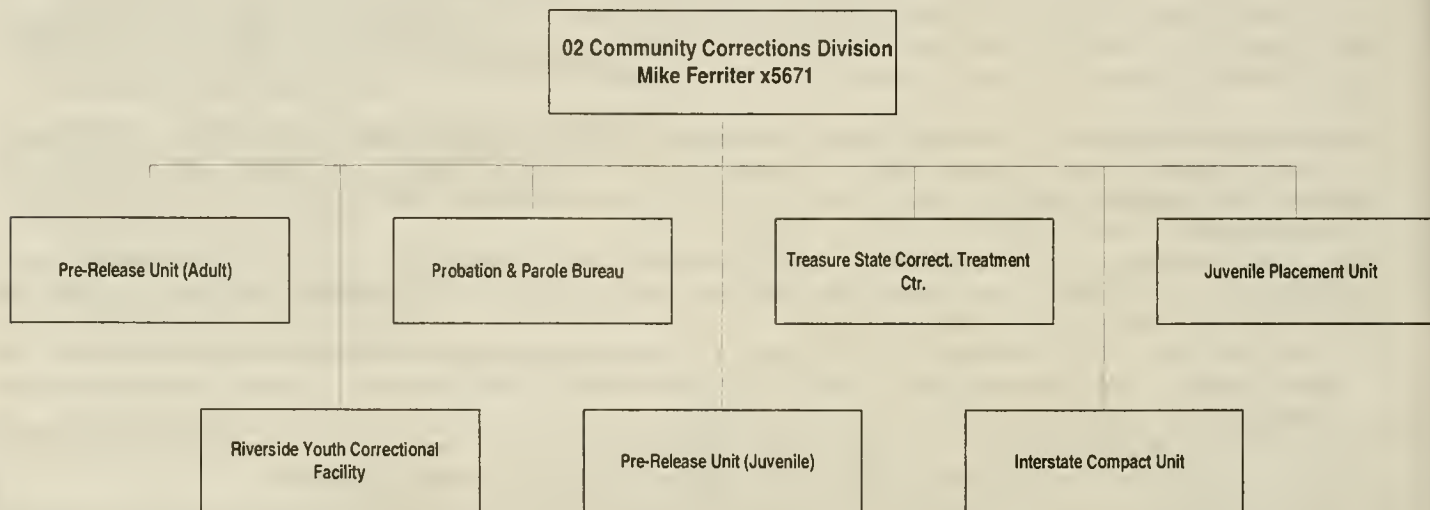 02 Community Corrections Division
Mike Ferriter x5671
Pre-Release Unit (Adult)
Probation & Parole Bureau
Treasure State Correct. Treatment
Ctr.
Juvenile Placement Unit
Riverside Youth Correctional
Facility
Pre-Release Unit (Juvenile)
Interstate Compact Unit